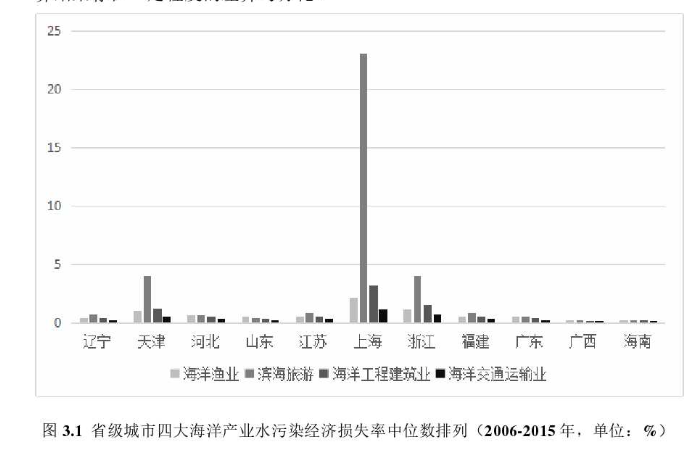 25
20
15
10
5
0
辽宁 天津 河北 山东 江苏 上海 浙江 福建 广东 广西 海南
海洋渔业 滨海旅游 海洋工程建筑业 海洋交通运输业
图 3.1 省级城市四大海洋产业水污染经济损失率中位数排列（2006-2015 年，单位：%）